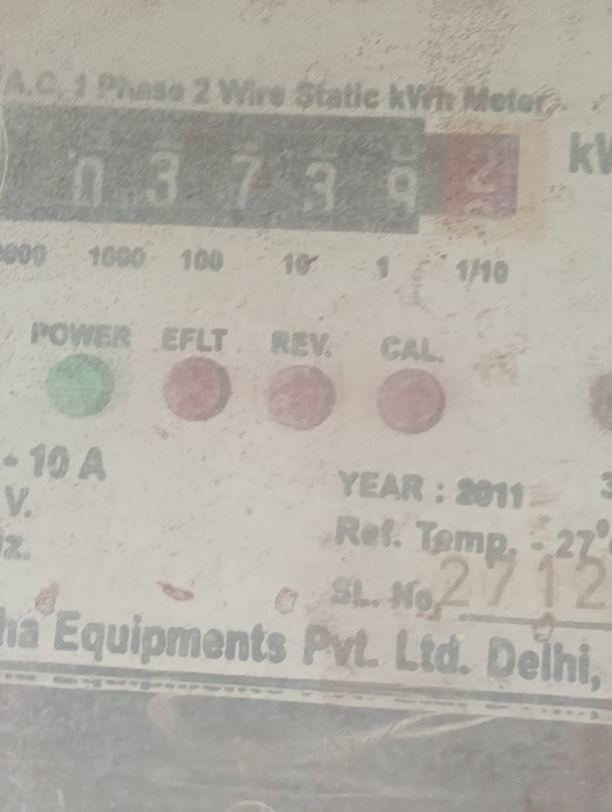 A.C. 1 Phase 2 Wire Static kWh Meter
0 3 7 3 9 2
1000 100 10 1 1/10
POWER EFLT REV. CAL.
- 10 A
V.
YEAR : 2011
Ref. Temp. - 27°
SL. No. 2712
Equipments Pvt. Ltd. Delhi,